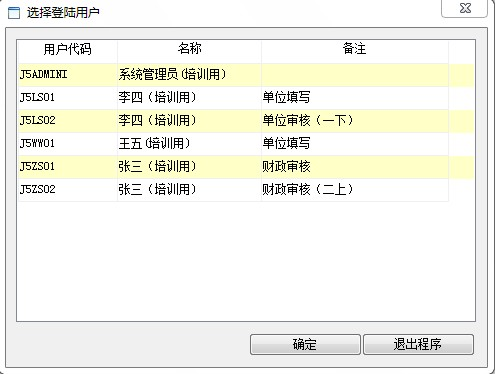 选择登陆用户
用户代码 名称 备注
J5ADMINI 系统管理员(培训用)
J5LS01 李四（培训用） 单位填写
J5LS02 李四（培训用） 单位审核（一下）
J5WW01 王五(培训用） 单位填写
J5ZS01 张三（培训用） 财政审核
J5ZS02 张三（培训用） 财政审核（二上）
确定 退出程序